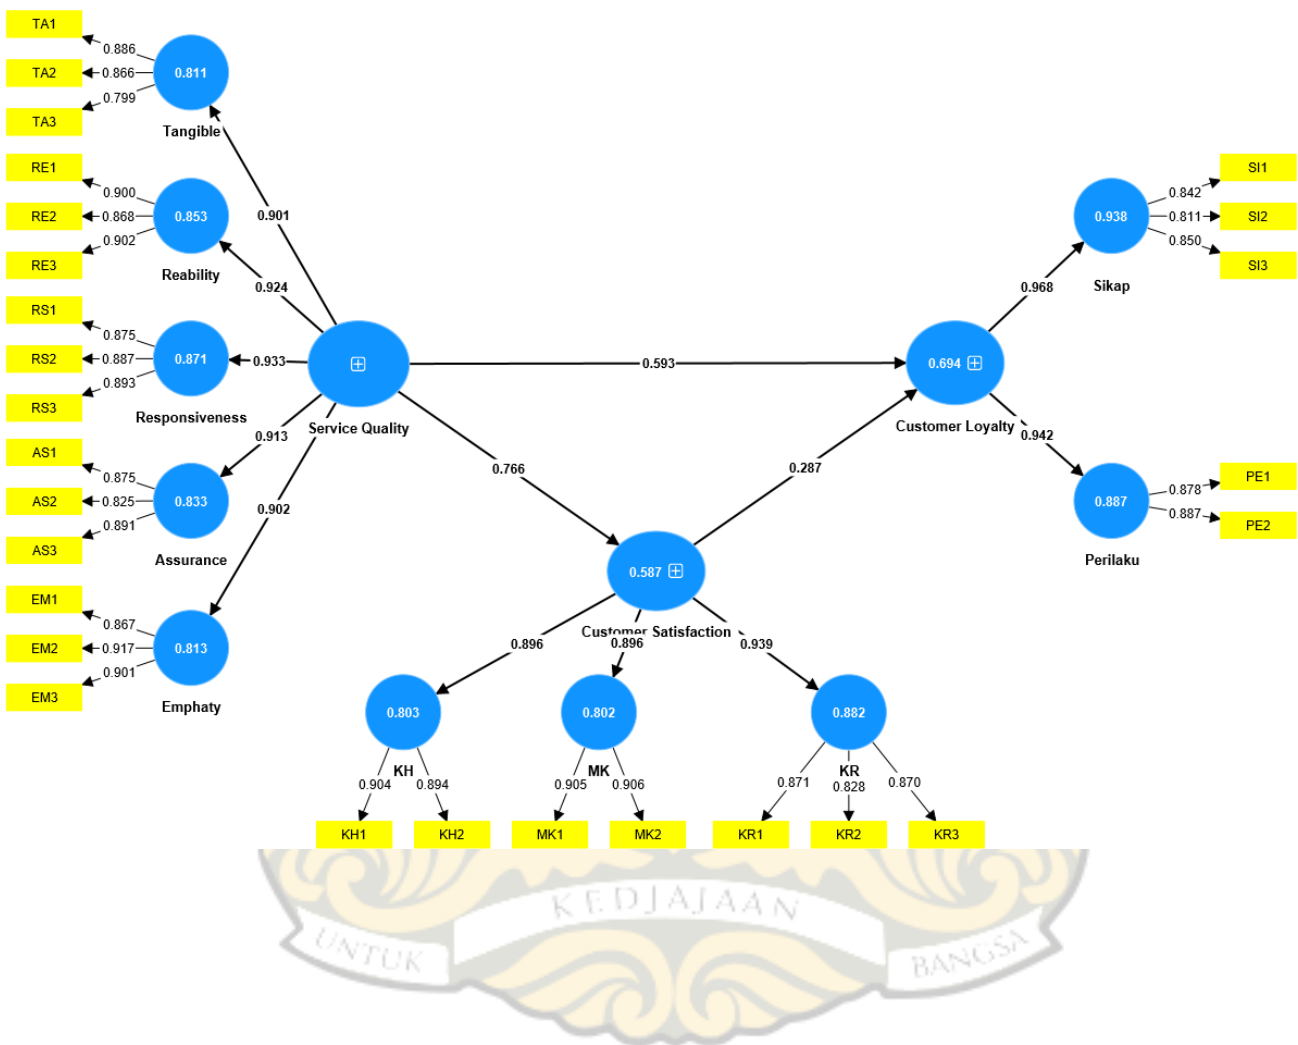 TA1
0.886
TA2
0.866
0.811
0.799
TA3
Tangible
RE1
0.900
RE2
0.868
0.853
0.902
RE3
Reability
RS1
0.875
RS2
0.887
0.871
0.893
RS3
Responsiveness
AS1
0.875
AS2
0.825
0.833
0.891
AS3
Assurance
EM1
0.867
EM2
0.917
0.813
0.901
EM3
Emphaty
0.901
0.924
0.933
0.913
0.902
Service Quality
0.593
0.766
0.287
0.694
Customer Loyalty
0.968
0.942
0.938
Sikap
0.842
0.811
0.850
SI1
SI2
SI3
0.887
Perilaku
0.878
0.887
PE1
PE2
0.587
Customer Satisfaction
0.896
0.896
0.939
0.803
KH
0.904
0.894
KH1
KH2
0.802
MK
0.905
0.906
MK1
MK2
0.882
KR
0.871
0.828
0.870
KR1
KR2
KR3
KEDJAJAAN
UNTUK
BANGSA